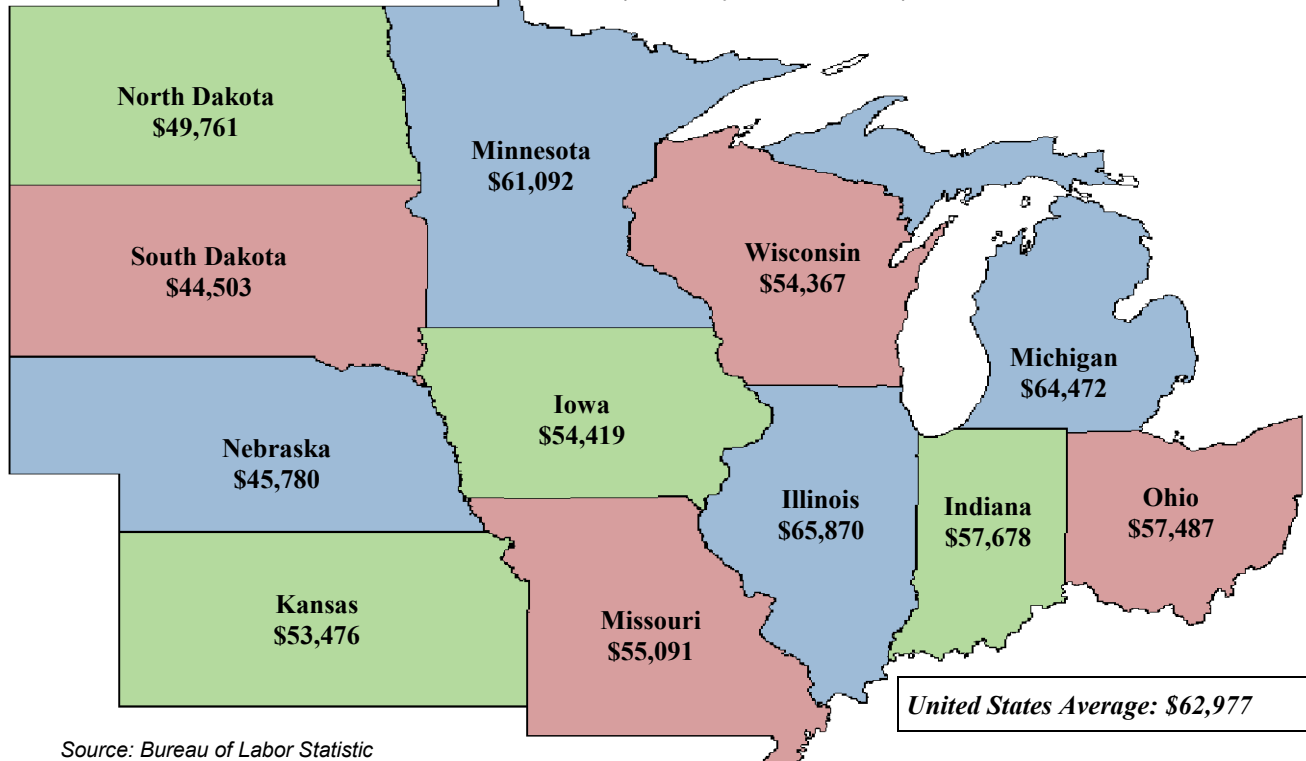 North Dakota
$49,761
Minnesota
$61,092
South Dakota
$44,503
Wisconsin
$54,367
Michigan
$64,472
Iowa
$54,419
Nebraska
$45,780
Illinois
$65,870
Indiana
$57,678
Ohio
$57,487
Kansas
$53,476
Missouri
$55,091
United States Average: $62,977
Source: Bureau of Labor Statistic